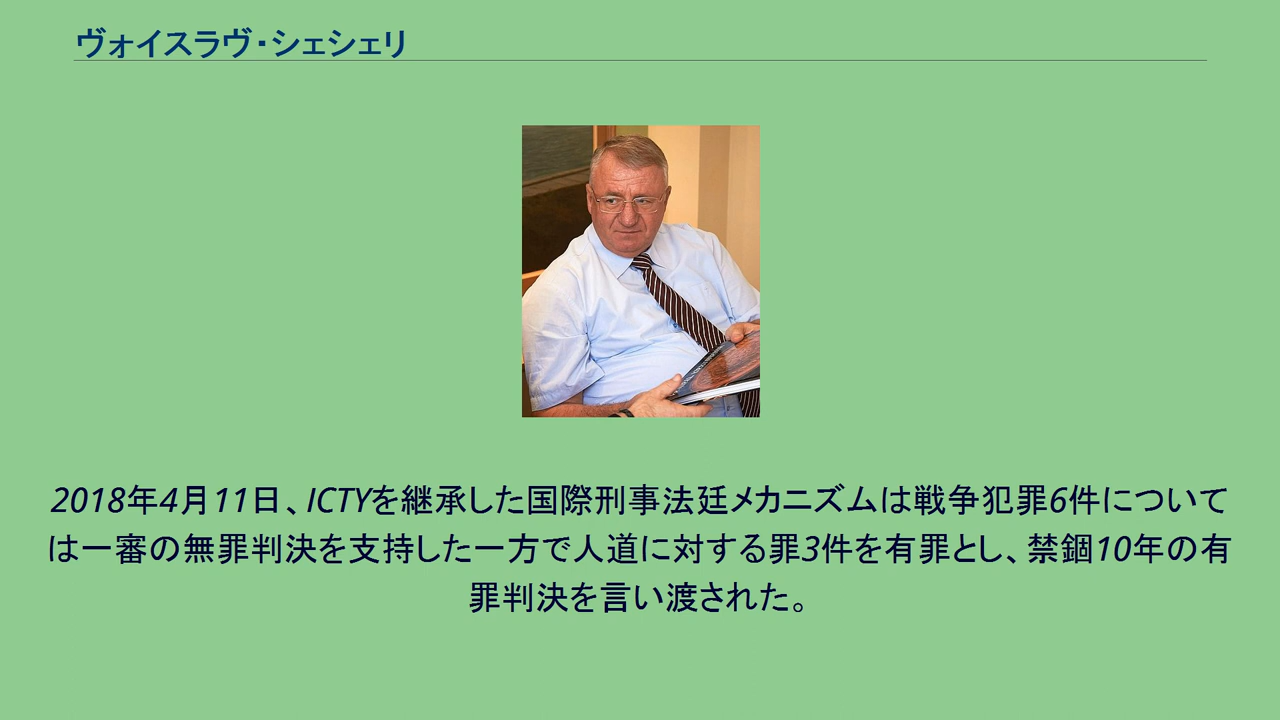 ヴォイスラヴ・シェシェリ
2018年4月11日、ICTYを継承した国際刑事法廷メカニズムは戦争犯罪6件について
は一審の無罪判決を支持した一方で人道に対する罪3件を有罪とし、禁錮10年の有
罪判決を言い渡された。